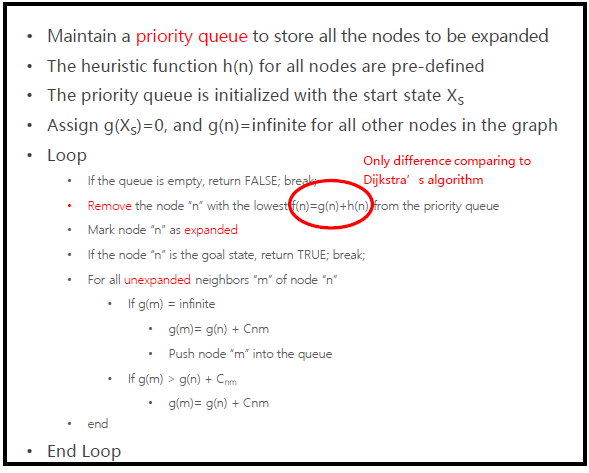 Maintain a priority queue to store all the nodes to be expanded
The heuristic function h(n) for all nodes are pre-defined
The priority queue is initialized with the start state Xs
Assign g(Xs)=0, and g(n)=infinite for all other nodes in the graph
Loop
Only difference comparing to
Dijkstra's algorithm
If the queue is empty, return FALSE; break;
Remove the node "n" with the lowest f(n)=g(n)+h(n) from the priority queue
Mark node "n" as expanded
If the node "n" is the goal state, return TRUE; break;
For all unexpanded neighbors "m" of node "n"
If g(m) = infinite
g(m)= g(n) + Cnm
Push node "m" into the queue
If g(m) > g(n) + Cnm
g(m)= g(n) + Cnm
end
End Loop